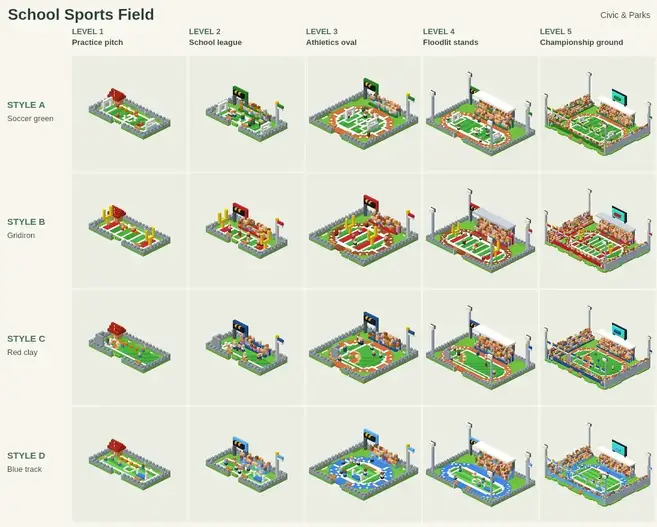 School Sports Field
Civic & Parks
LEVEL 1
Practice pitch
LEVEL 2
School league
LEVEL 3
Athletics oval
LEVEL 4
Floodlit stands
LEVEL 5
Championship ground
STYLE A
Soccer green
STYLE B
Gridiron
STYLE C
Red clay
STYLE D
Blue track